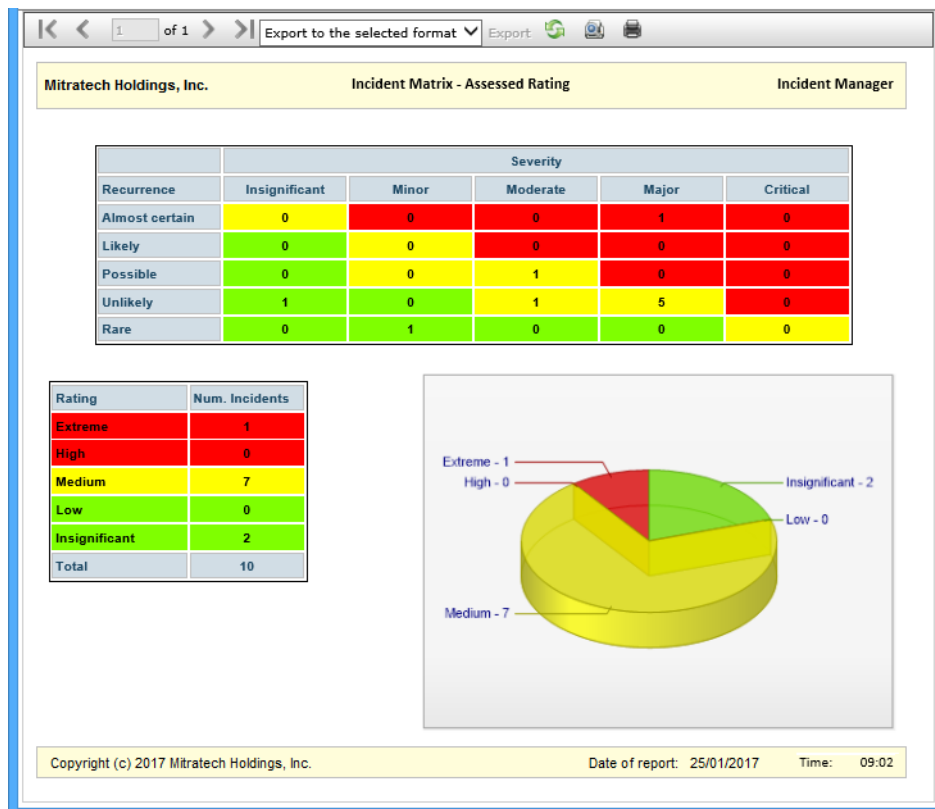 1 of 1 Export to the selected format Export
Mitratech Holdings, Inc. Incident Matrix - Assessed Rating Incident Manager
Severity
Recurrence Insignificant Minor Moderate Major Critical
Almost certain 0 0 0 1 0
Likely 0 0 0 0 0
Possible 0 0 1 0 0
Unlikely 1 0 1 5 0
Rare 0 1 0 0 0
Rating Num. Incidents
Extreme 1
High 0
Medium 7
Low 0
Insignificant 2
Total 10
Extreme - 1
High - 0 Insignificant - 2
Low - 0
Medium - 7
Copyright (c) 2017 Mitratech Holdings, Inc. Date of report: 25/01/2017 Time: 09:02